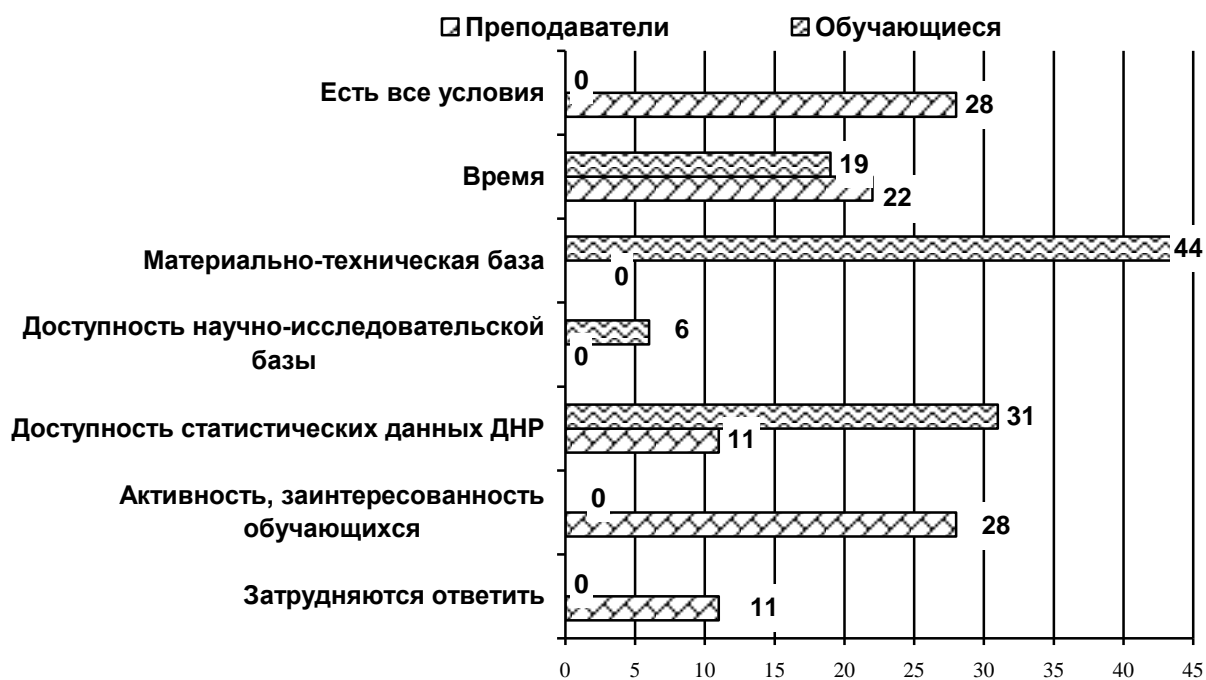 Преподаватели Обучающиеся
Есть все условия
0
28
Время
19
22
Материально-техническая база
44
0
Доступность научно-исследовательской
базы
6
0
Доступность статистических данных ДНР
31
11
Активность, заинтересованность
обучающихся
0
28
Затрудняются ответить
0
11
0 5 10 15 20 25 30 35 40 45